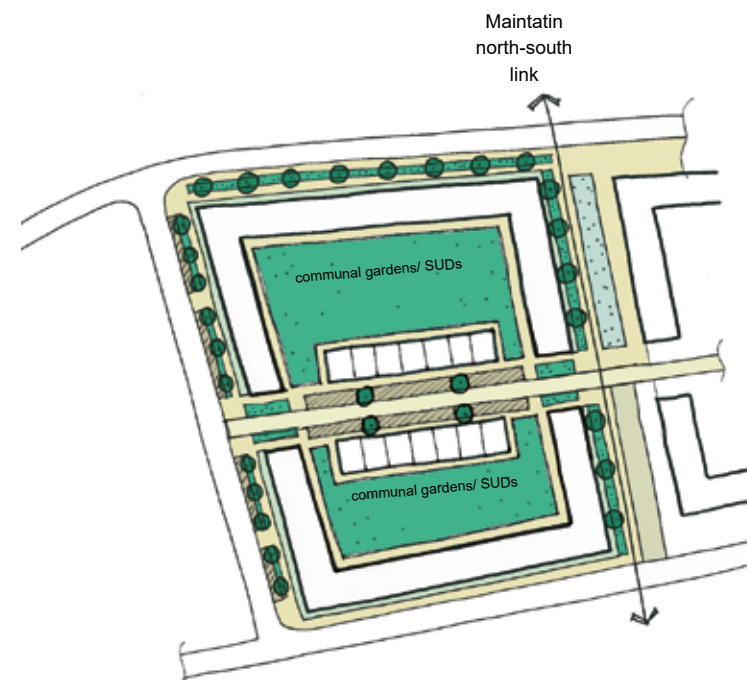 Maintatin
north-south
link
communal gardens/ SUDs
communal gardens/ SUDs